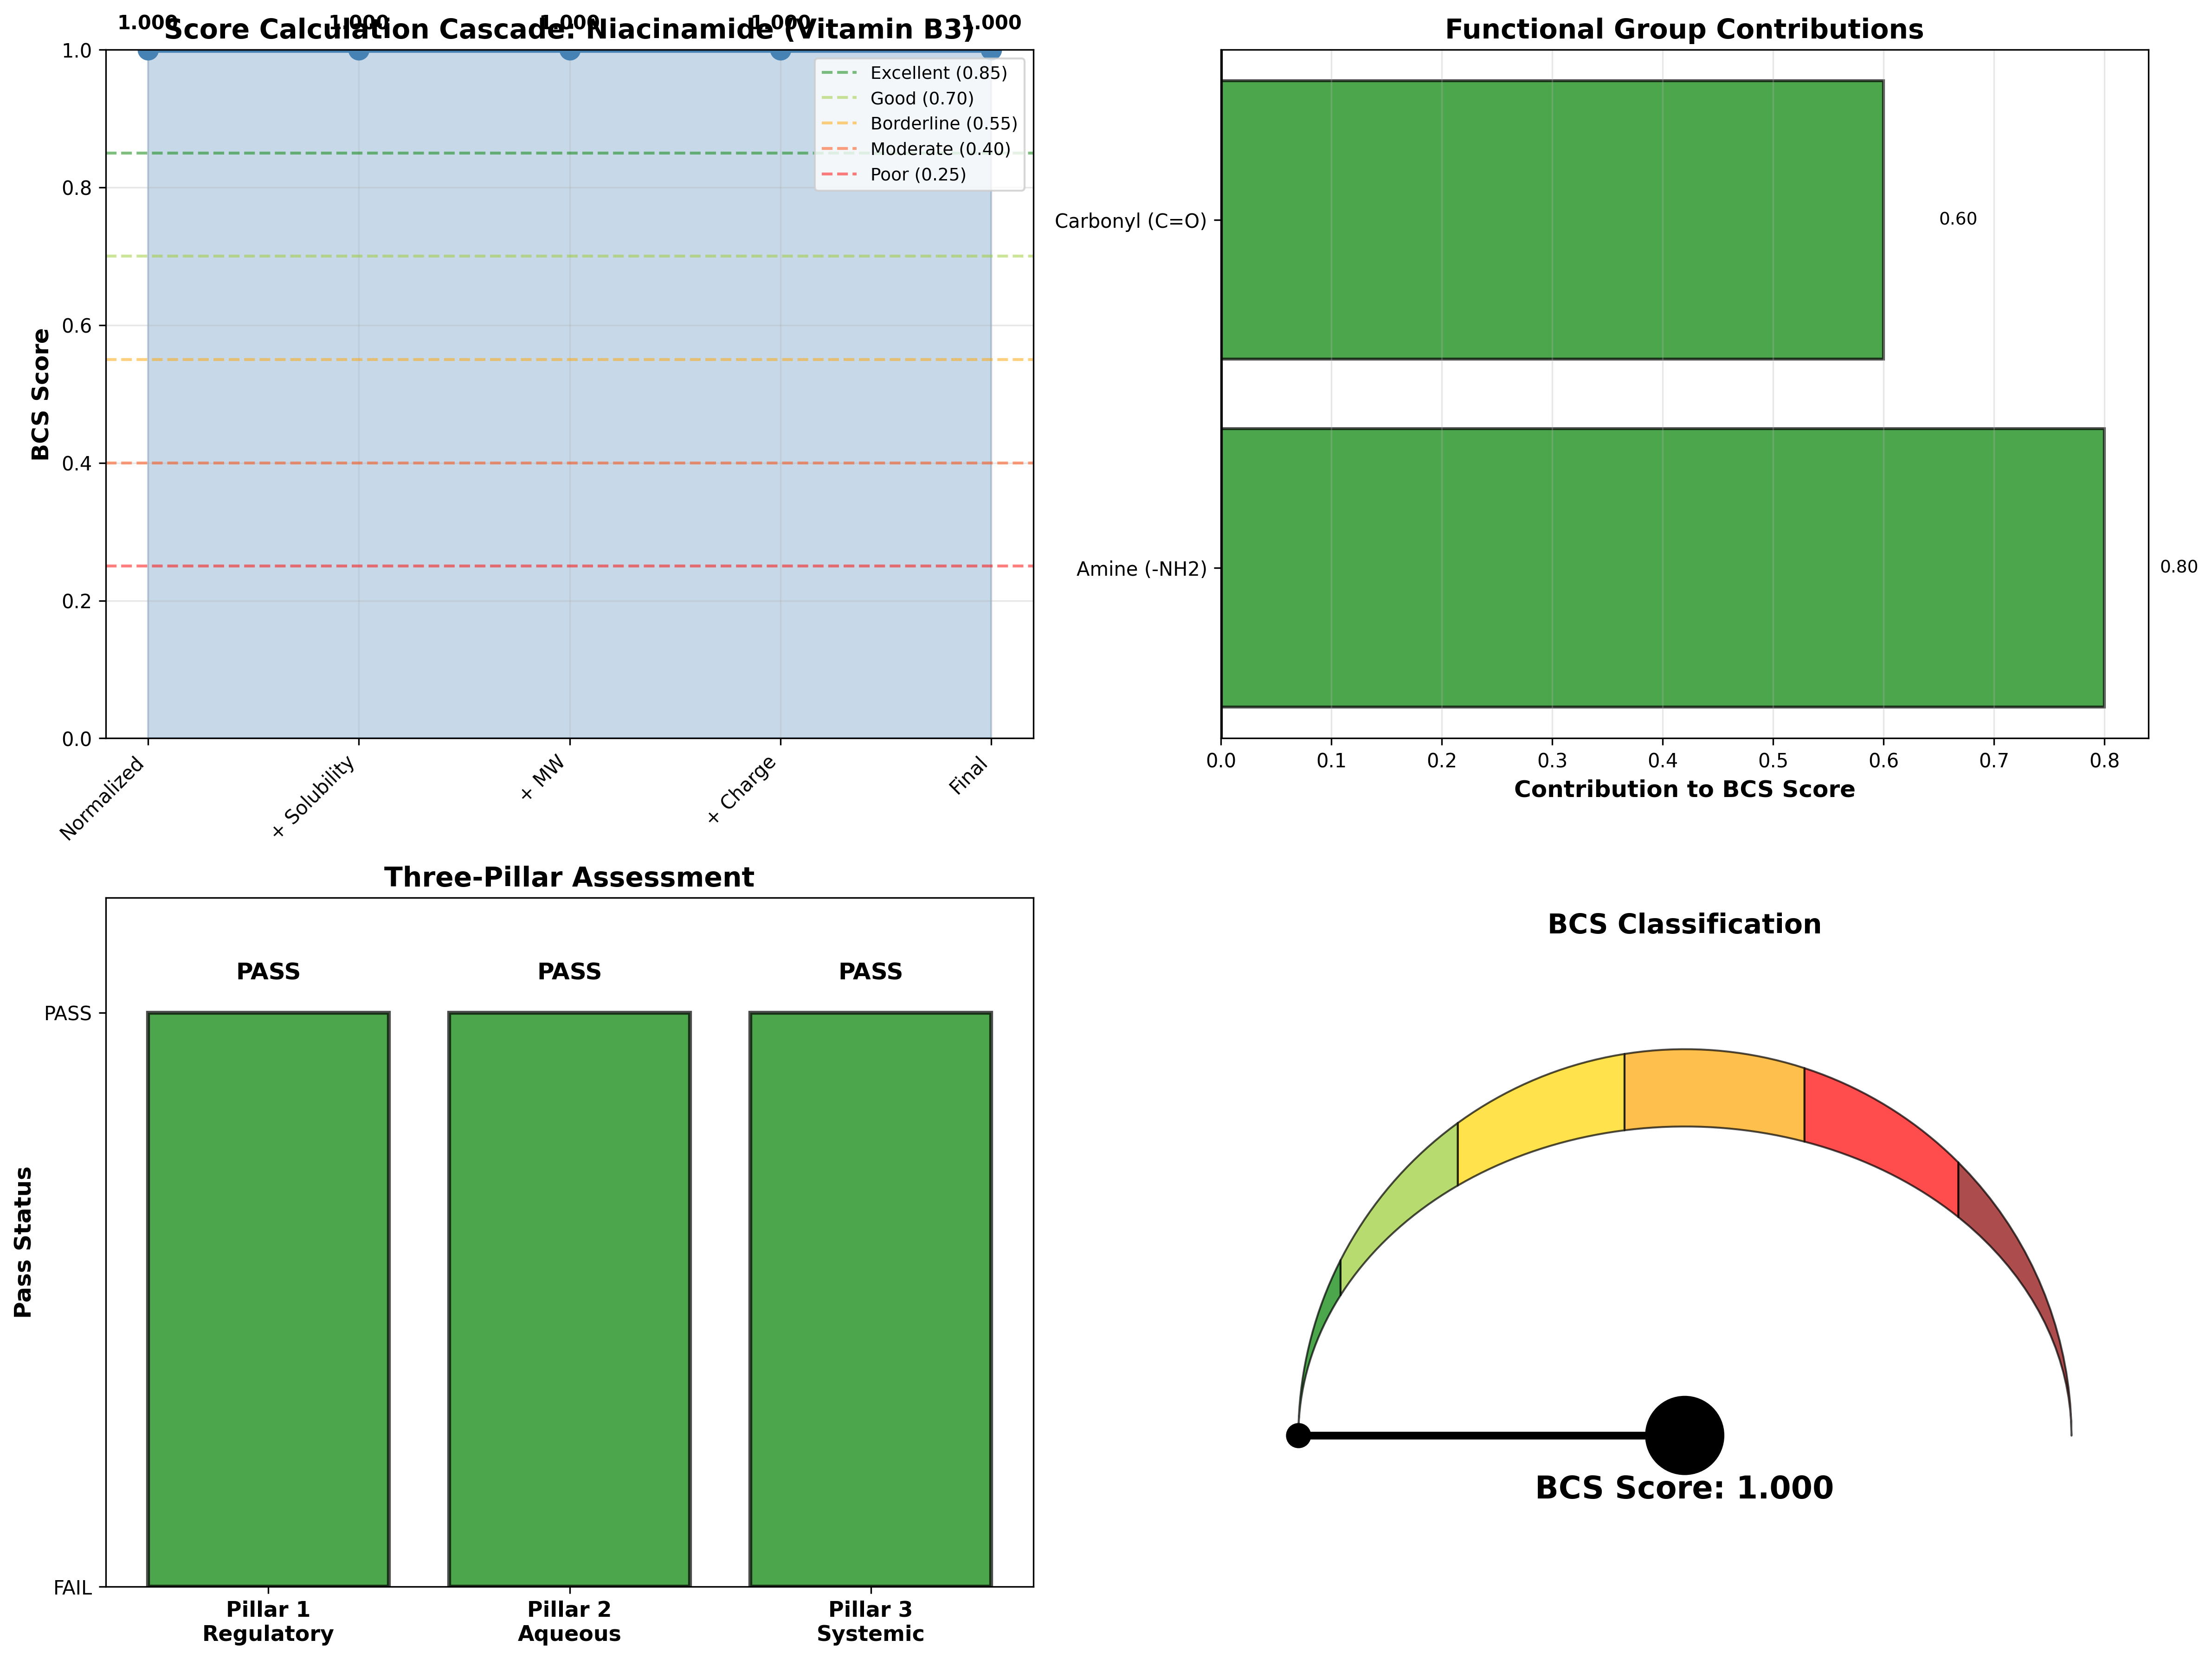 Score Calculation Cascade: Niacinamide (Vitamin B3)
1.000 1.000 1.000 1.000 1.000
BCS Score
1.0
0.8
0.6
0.4
0.2
0.0
Excellent (0.85)
Good (0.70)
Borderline (0.55)
Moderate (0.40)
Poor (0.25)
Normalized
+ Solubility
+ MW
+ Charge
Final
Functional Group Contributions
Carbonyl (C=O)
0.60
Amine (-NH2)
0.80
0.0 0.1 0.2 0.3 0.4 0.5 0.6 0.7 0.8
Contribution to BCS Score
Three-Pillar Assessment
Pass Status
PASS
FAIL
PASS PASS PASS
Pillar 1
Regulatory
Pillar 2
Aqueous
Pillar 3
Systemic
BCS Classification
BCS Score: 1.000